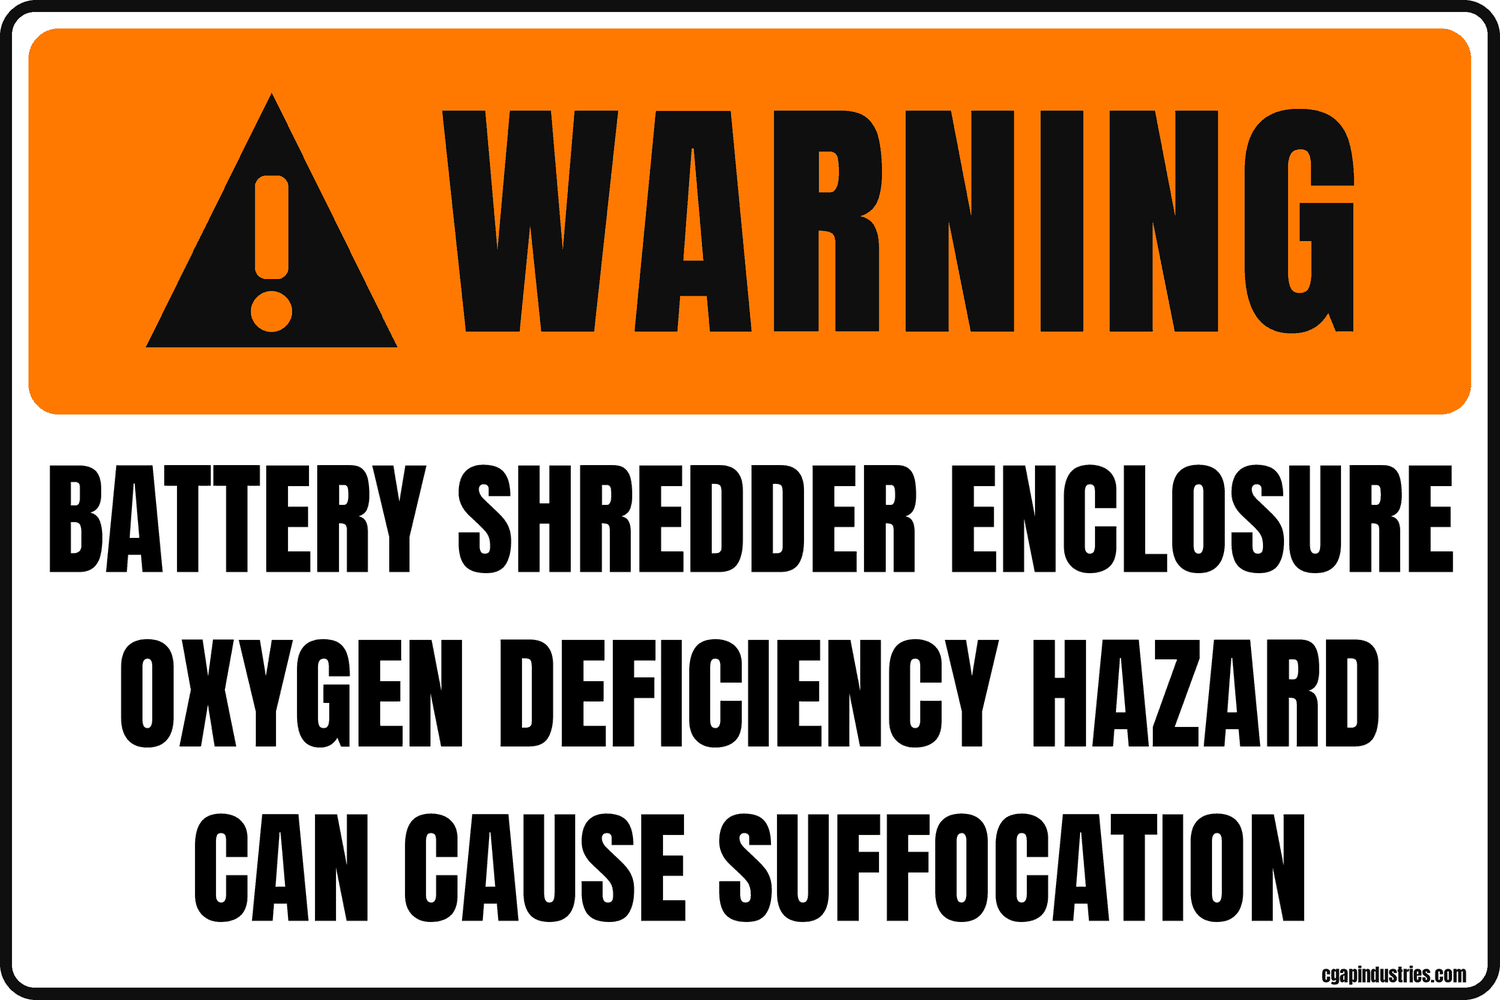 WARNING
BATTERY SHREDDER ENCLOSURE
OXYGEN DEFICIENCY HAZARD
CAN CAUSE SUFFOCATION
cgapindustries.com